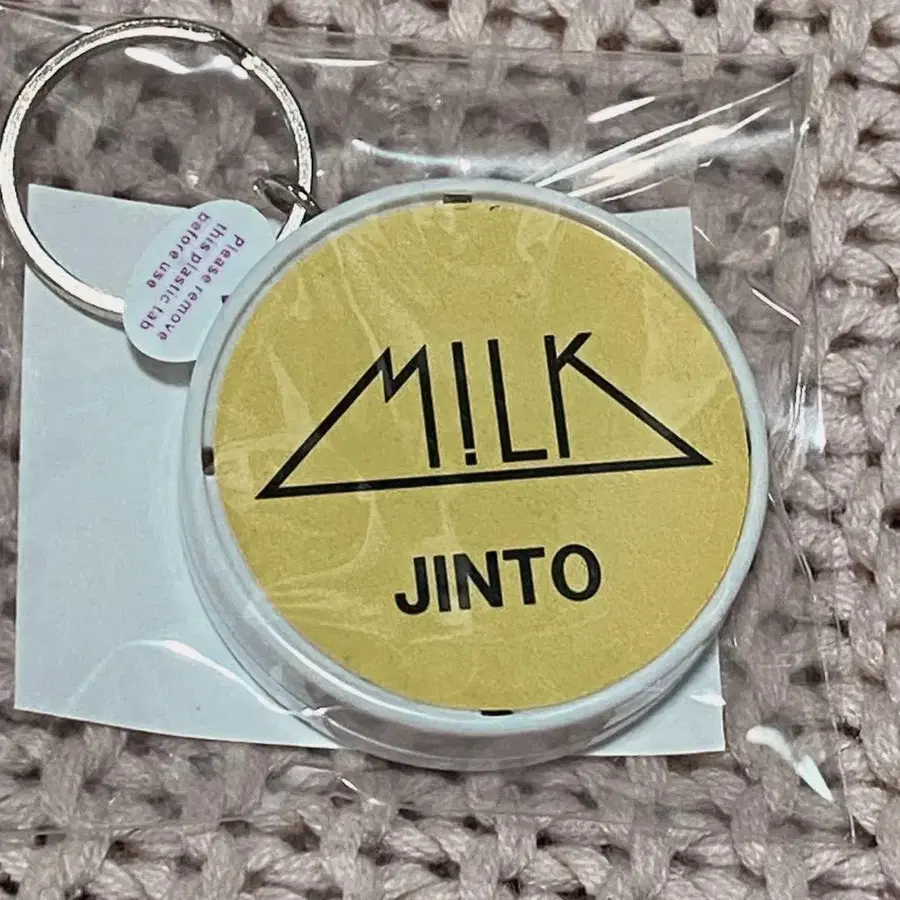 Please remove
this plastic tab
before use
M!LK
JINTO